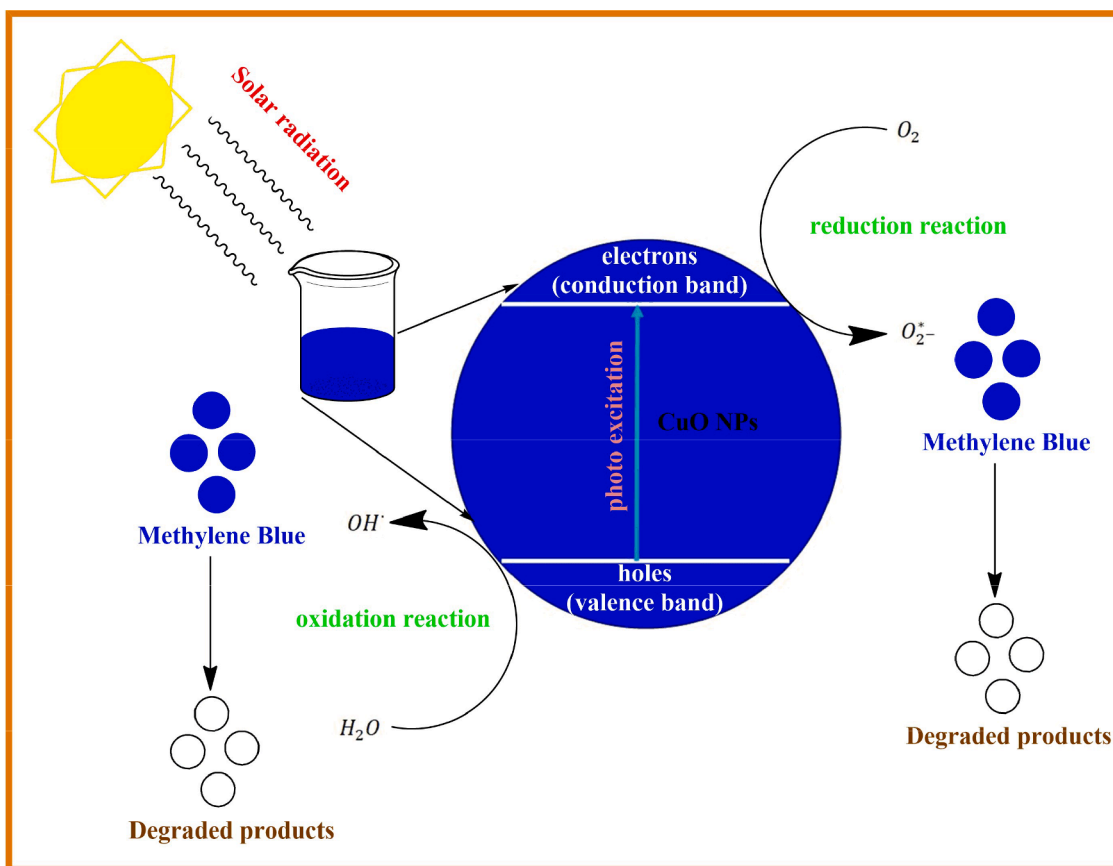 Solar radiation
O₂
reduction reaction
electrons
(conduction band)
O₂₋*
photo excitation
CuO NPs
Methylene Blue
OH·
Methylene Blue
holes
(valence band)
oxidation reaction
H₂O
Degraded products
Degraded products